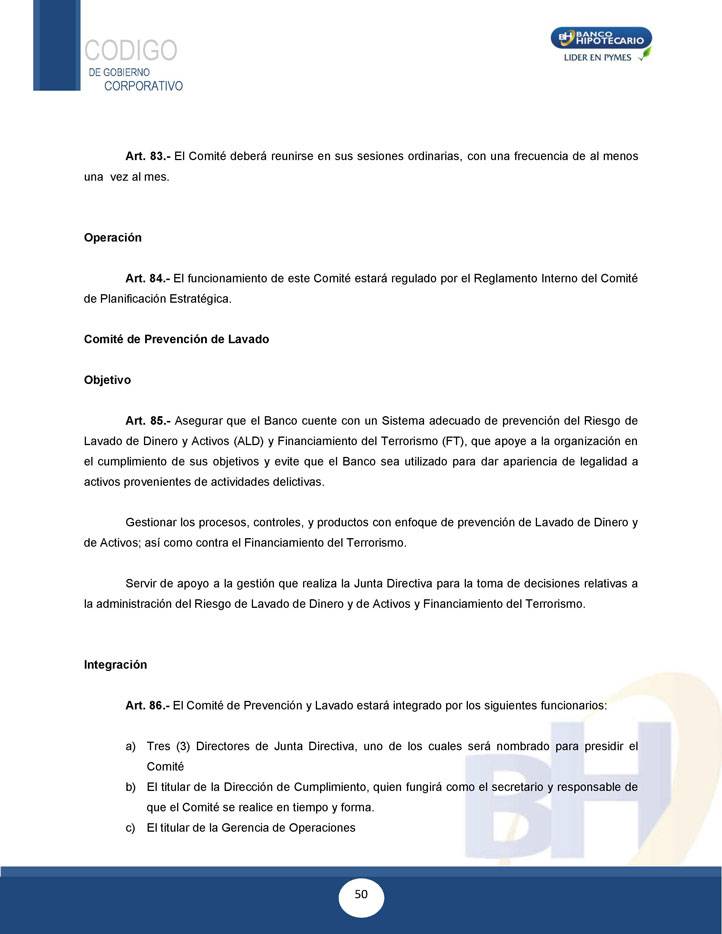 CODIGO
DE GOBIERNO
CORPORATIVO
BH BANCO
HIPOTECARIO
LIDER EN PYMES
Art. 83.- El Comité deberá reunirse en sus sesiones ordinarias, con una frecuencia de al menos
una vez al mes.
Operación
Art. 84.- El funcionamiento de este Comité estará regulado por el Reglamento Interno del Comité
de Planificación Estratégica.
Comité de Prevención de Lavado
Objetivo
Art. 85.- Asegurar que el Banco cuente con un Sistema adecuado de prevención del Riesgo de
Lavado de Dinero y Activos (ALD) y Financiamiento del Terrorismo (FT), que apoye a la organización en
el cumplimiento de sus objetivos y evite que el Banco sea utilizado para dar apariencia de legalidad a
activos provenientes de actividades delictivas.
Gestionar los procesos, controles, y productos con enfoque de prevención de Lavado de Dinero y
de Activos; así como contra el Financiamiento del Terrorismo.
Servir de apoyo a la gestión que realiza la Junta Directiva para la toma de decisiones relativas a
la administración del Riesgo de Lavado de Dinero y de Activos y Financiamiento del Terrorismo.
Integración
Art. 86.- El Comité de Prevención y Lavado estará integrado por los siguientes funcionarios:
a) Tres (3) Directores de Junta Directiva, uno de los cuales será nombrado para presidir el
Comité
b) El titular de la Dirección de Cumplimiento, quien fungirá como el secretario y responsable de
que el Comité se realice en tiempo y forma.
c) El titular de la Gerencia de Operaciones
BH
50